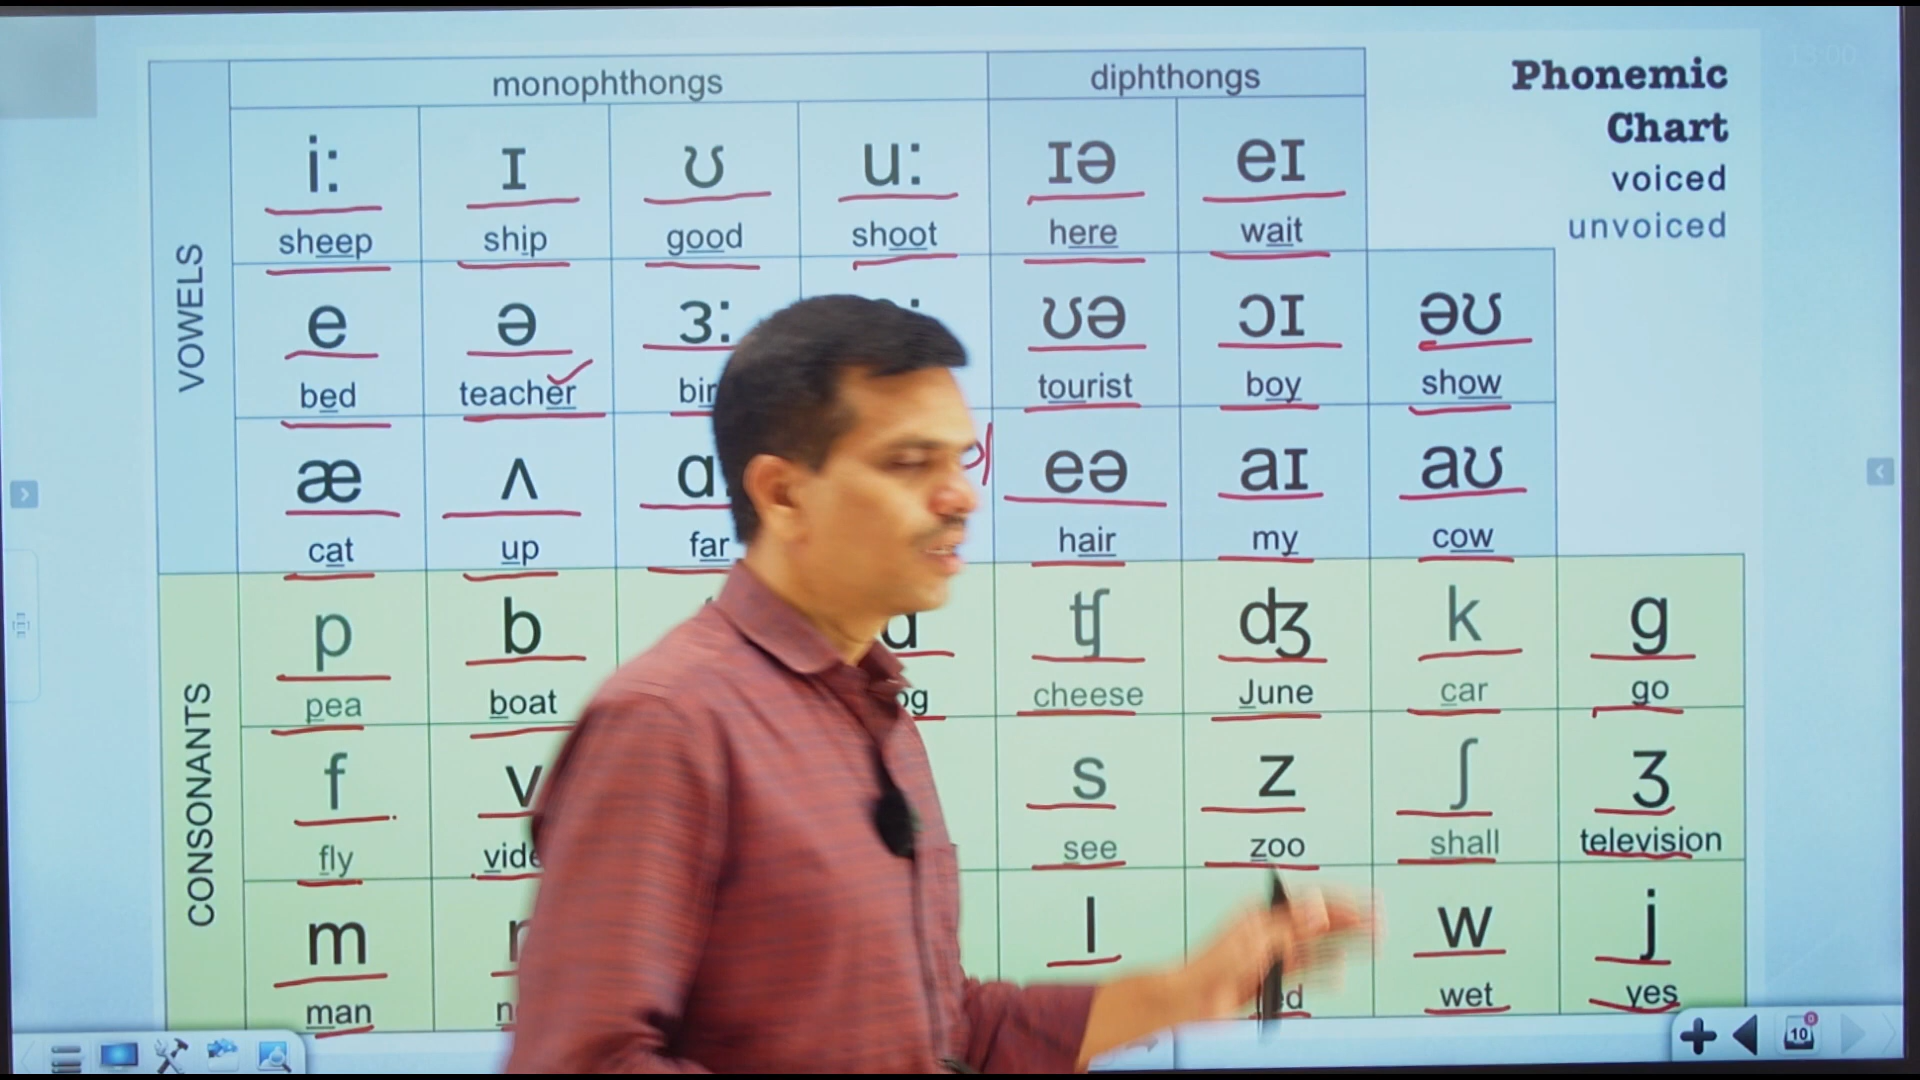 monophthongs diphthongs
Phonemic
Chart
voiced
unvoiced
VOWELS
i: ɪ ʊ u: ɪə eɪ
sheep ship good shoot here wait
e ə ɜ: ʊə ɔɪ əʊ
bed teacher tourist boy show
æ ʌ eə aɪ aʊ
cat up far hair my cow
CONSONANTS
p b d ʧ ʤ k g
pea boat cheese June car go
f v s z ʃ ʒ
fly see zoo shall television
m l w j
man wet yes
10
0